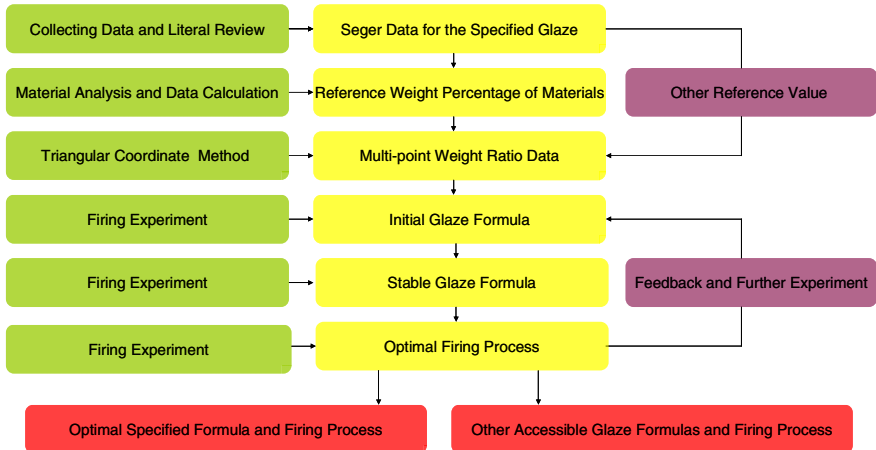 Collecting Data and Literal Review
Seger Data for the Specified Glaze
Material Analysis and Data Calculation
Reference Weight Percentage of Materials
Other Reference Value
Triangular Coordinate Method
Multi-point Weight Ratio Data
Firing Experiment
Initial Glaze Formula
Firing Experiment
Stable Glaze Formula
Feedback and Further Experiment
Firing Experiment
Optimal Firing Process
Optimal Specified Formula and Firing Process
Other Accessible Glaze Formulas and Firing Process